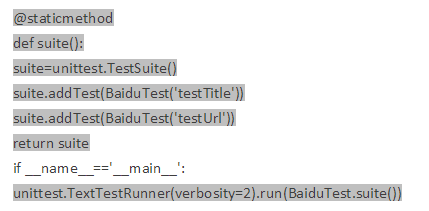 @staticmethod
def suite():
suite=unittest.TestSuite()
suite.addTest(BaiduTest('testTitle'))
suite.addTest(BaiduTest('testUrl'))
return suite
if __name__=='__main__':
unittest.TextTestRunner(verbosity=2).run(BaiduTest.suite())